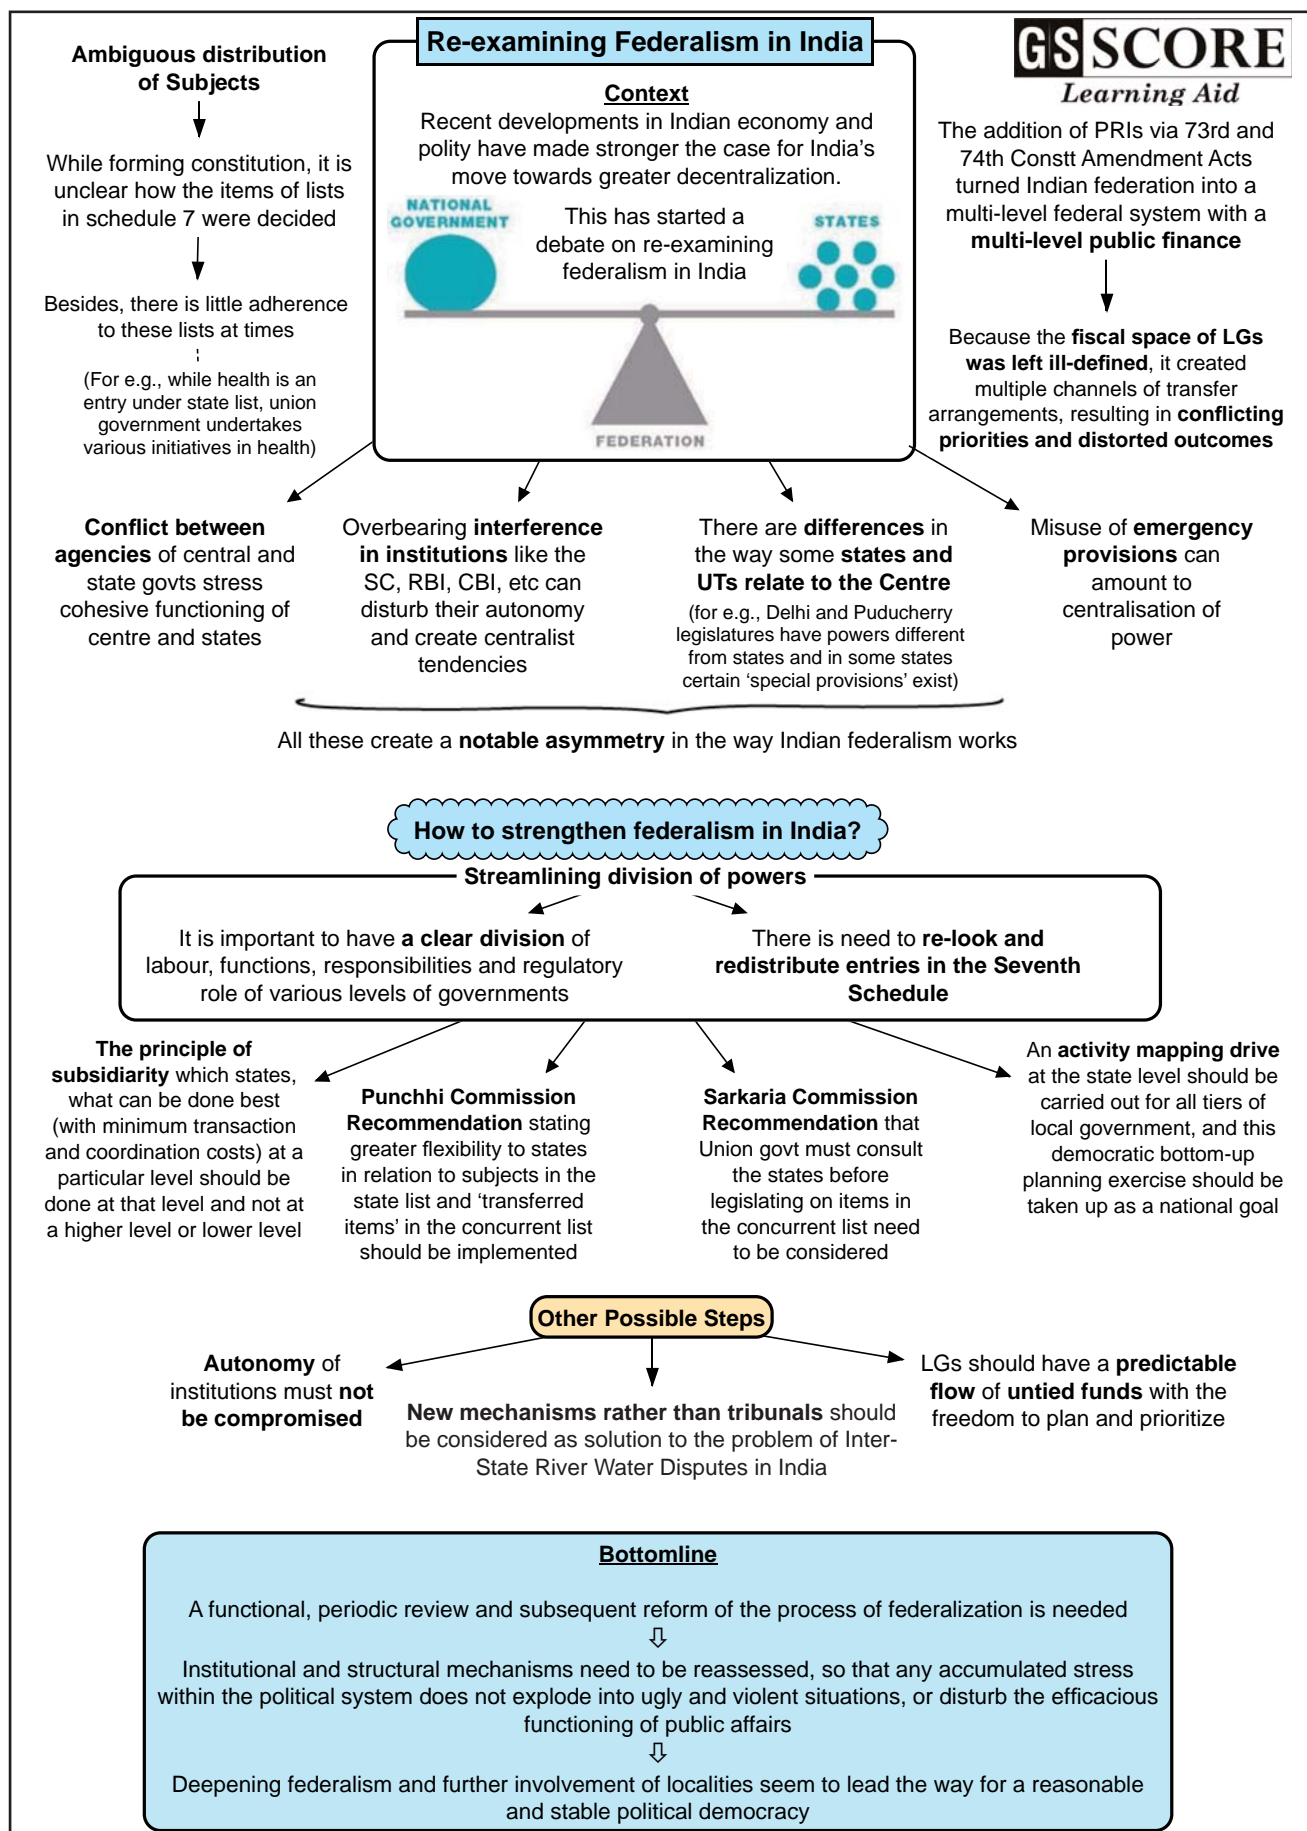 Re-examining Federalism in India
GS SCORE
Learning Aid
Ambiguous distribution
of Subjects
While forming constitution, it is
unclear how the items of lists
in schedule 7 were decided
Besides, there is little adherence
to these lists at times
(For e.g., while health is an
entry under state list, union
government undertakes
various initiatives in health)
Context
Recent developments in Indian economy and
polity have made stronger the case for India's
move towards greater decentralization.
This has started a
debate on re-examining
federalism in India
NATIONAL
GOVERNMENT
STATES
FEDERATION
The addition of PRIs via 73rd and
74th Constt Amendment Acts
turned Indian federation into a
multi-level federal system with a
multi-level public finance
Because the fiscal space of LGs
was left ill-defined, it created
multiple channels of transfer
arrangements, resulting in conflicting
priorities and distorted outcomes
Conflict between
agencies of central and
state govts stress
cohesive functioning of
centre and states
Overbearing interference
in institutions like the
SC, RBI, CBI, etc can
disturb their autonomy
and create centralist
tendencies
There are differences in
the way some states and
UTs relate to the Centre
(for e.g., Delhi and Puducherry
legislatures have powers different
from states and in some states
certain ‘special provisions’ exist)
Misuse of emergency
provisions can
amount to
centralisation of
power
All these create a notable asymmetry in the way Indian federalism works
How to strengthen federalism in India?
Streamlining division of powers
It is important to have a clear division of
labour, functions, responsibilities and regulatory
role of various levels of governments
There is need to re-look and
redistribute entries in the Seventh
Schedule
The principle of
subsidiarity which states,
what can be done best
(with minimum transaction
and coordination costs) at a
particular level should be
done at that level and not at
a higher level or lower level
Punchhi Commission
Recommendation stating
greater flexibility to states
in relation to subjects in the
state list and ‘transferred
items’ in the concurrent list
should be implemented
Sarkaria Commission
Recommendation that
Union govt must consult
the states before
legislating on items in
the concurrent list need
to be considered
An activity mapping drive
at the state level should be
carried out for all tiers of
local government, and this
democratic bottom-up
planning exercise should be
taken up as a national goal
Other Possible Steps
Autonomy of
institutions must not
be compromised
New mechanisms rather than tribunals should
be considered as solution to the problem of Inter-
State River Water Disputes in India
LGs should have a predictable
flow of untied funds with the
freedom to plan and prioritize
Bottomline
A functional, periodic review and subsequent reform of the process of federalization is needed
Institutional and structural mechanisms need to be reassessed, so that any accumulated stress
within the political system does not explode into ugly and violent situations, or disturb the efficacious
functioning of public affairs
Deepening federalism and further involvement of localities seem to lead the way for a reasonable
and stable political democracy